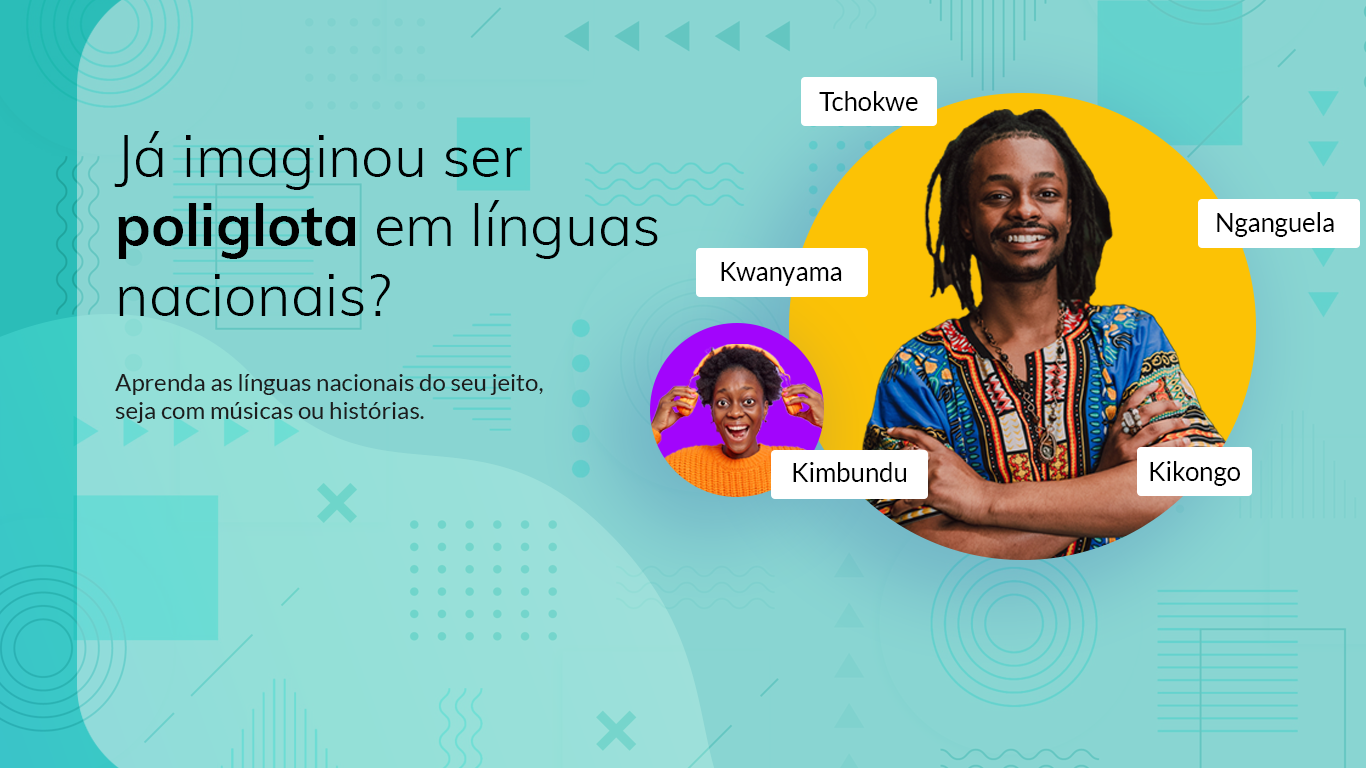 Já imaginou ser
poliglota em línguas
nacionais?
Aprenda as línguas nacionais do seu jeito,
seja com músicas ou histórias.
Tchokwe
Nganguela
Kwanyama
Kimbundu
Kikongo